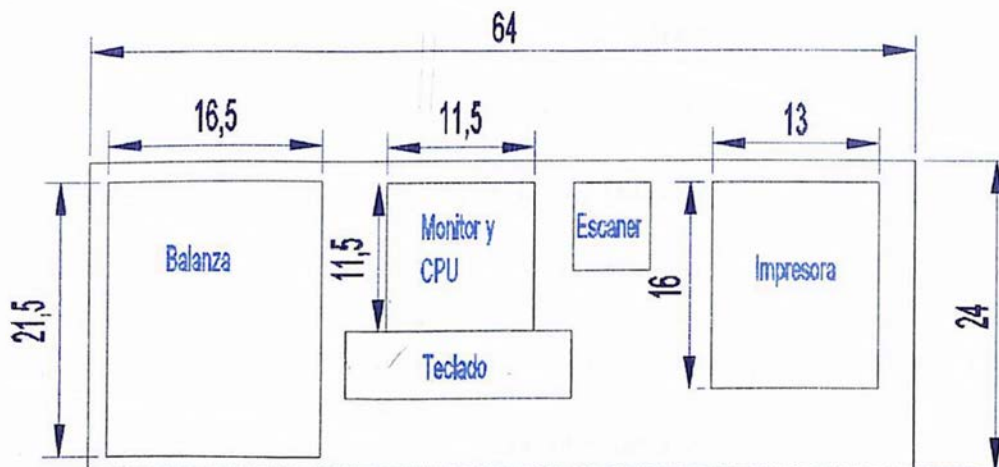 64
16,5
11,5
13
Balanza
21,5
11,5
Monitor y
CPU
Teclado
Escaner
16
Impresora
24